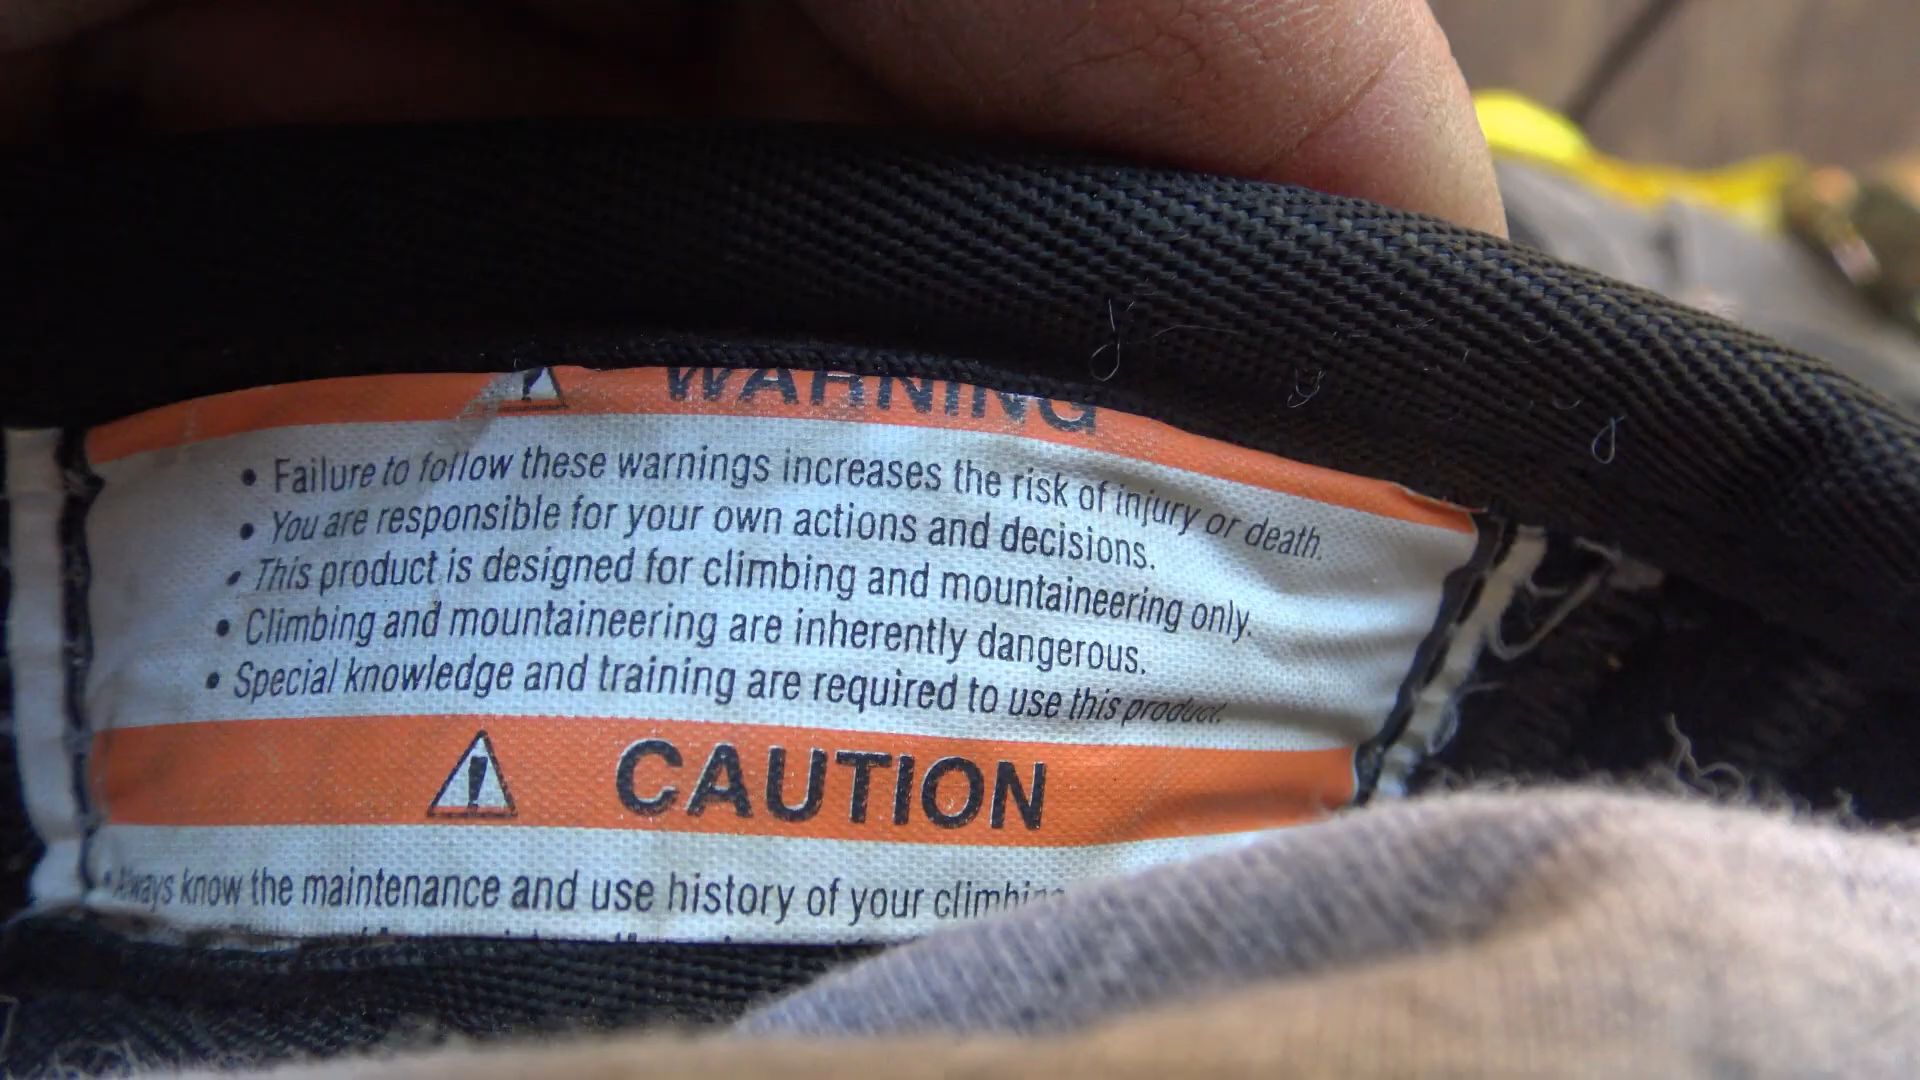 WARNING
• Failure to follow these warnings increases the risk of injury or death.
• You are responsible for your own actions and decisions.
• This product is designed for climbing and mountaineering only.
• Climbing and mountaineering are inherently dangerous.
• Special knowledge and training are required to use this product.
CAUTION
• Always know the maintenance and use history of your